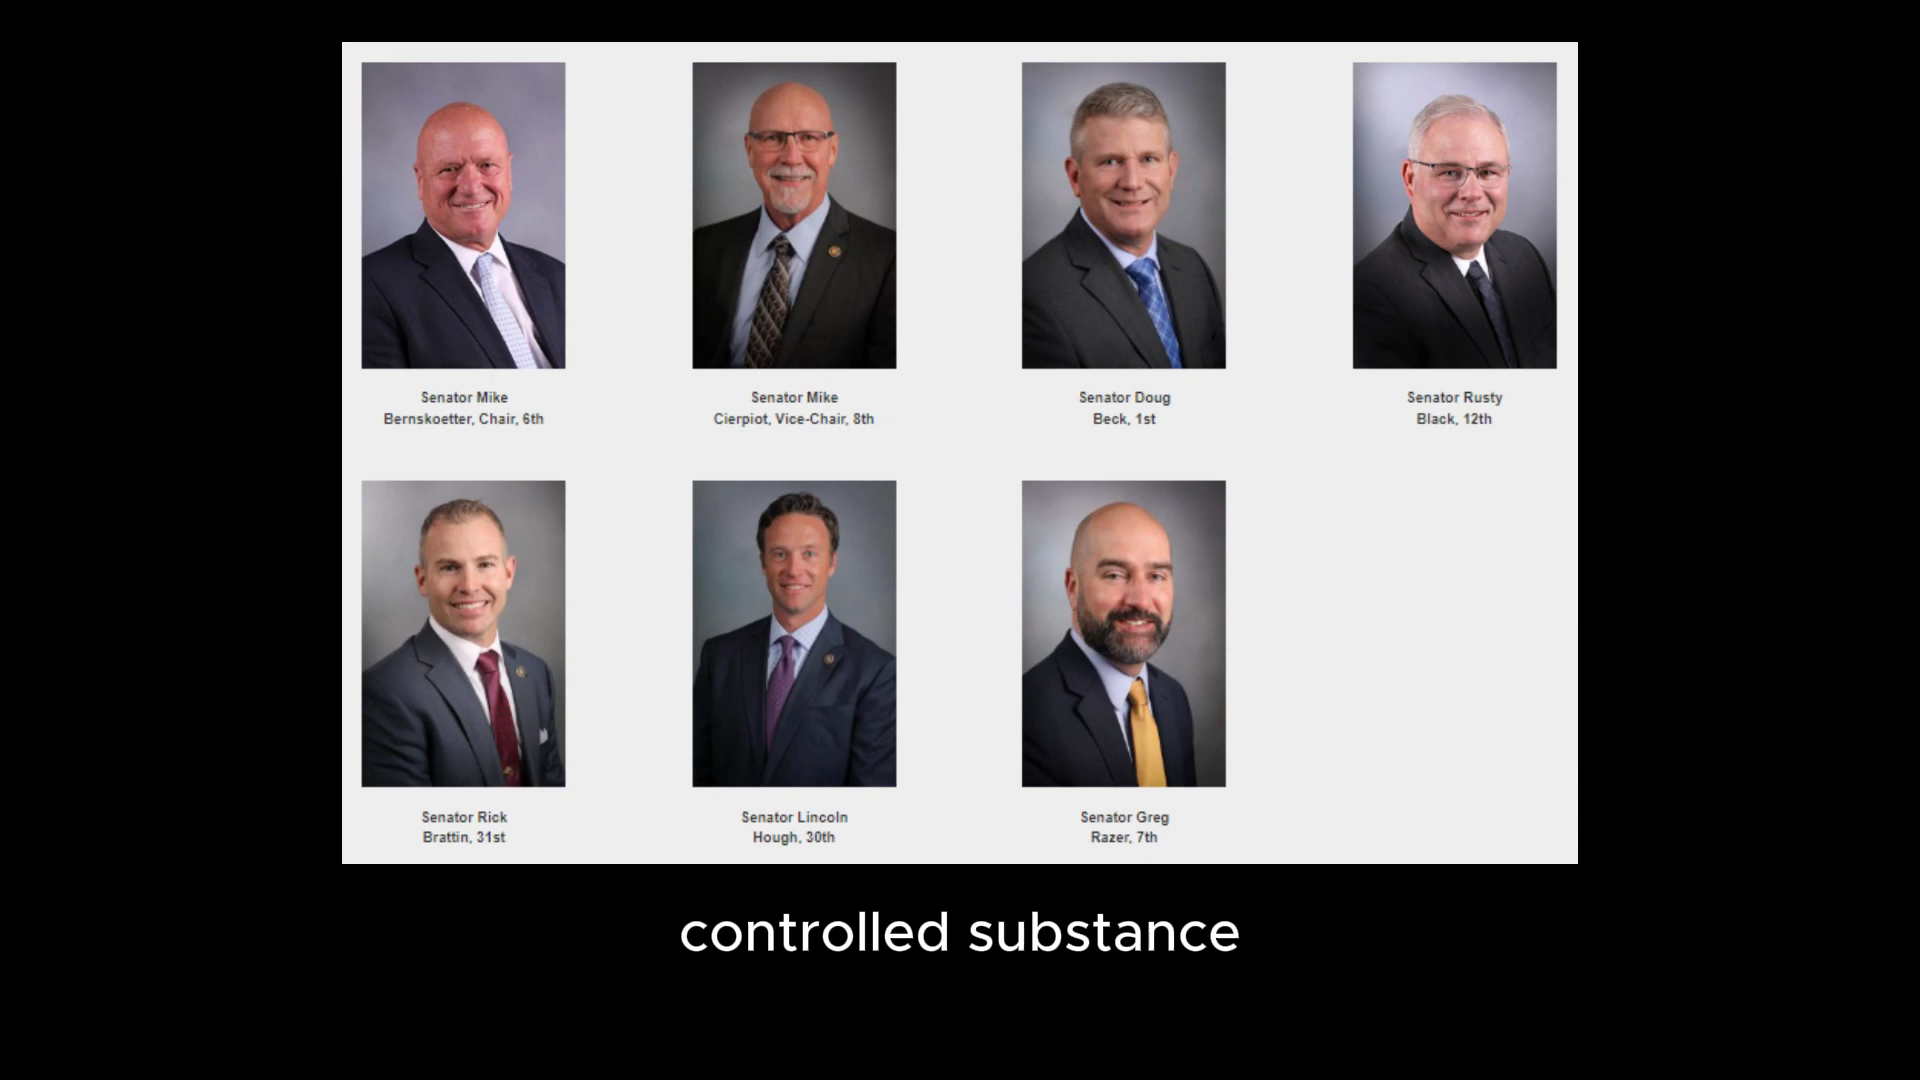 Senator Mike
Bernskoetter, Chair, 6th
Senator Mike
Cierpiot, Vice-Chair, 8th
Senator Doug
Beck, 1st
Senator Rusty
Black, 12th
Senator Rick
Brattin, 31st
Senator Lincoln
Hough, 30th
Senator Greg
Razer, 7th
controlled substance